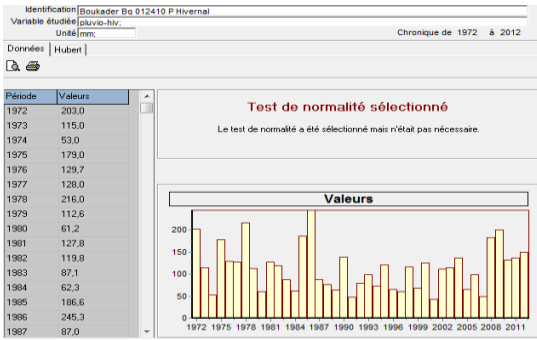 Identification Boukader Bg 012410 P Hivernal
Variable étudiée pluvio-hiv;
Unité mm;
Chronique de 1972 à 2012
Données Hubert
Période Valeurs
1972 203,0
1973 115,0
1974 53,0
1975 179,0
1976 129,7
1977 128,0
1978 216,0
1979 112,6
1980 61,2
1981 127,8
1982 119,8
1983 87,1
1984 62,3
1985 186,6
1986 245,3
1987 87,0
Test de normalité sélectionné
Le test de normalité a été sélectionné mais n'était pas nécessaire.
Valeurs
200
150
100
50
0
1972 1975 1978 1981 1984 1987 1990 1993 1996 1999 2002 2005 2008 2011